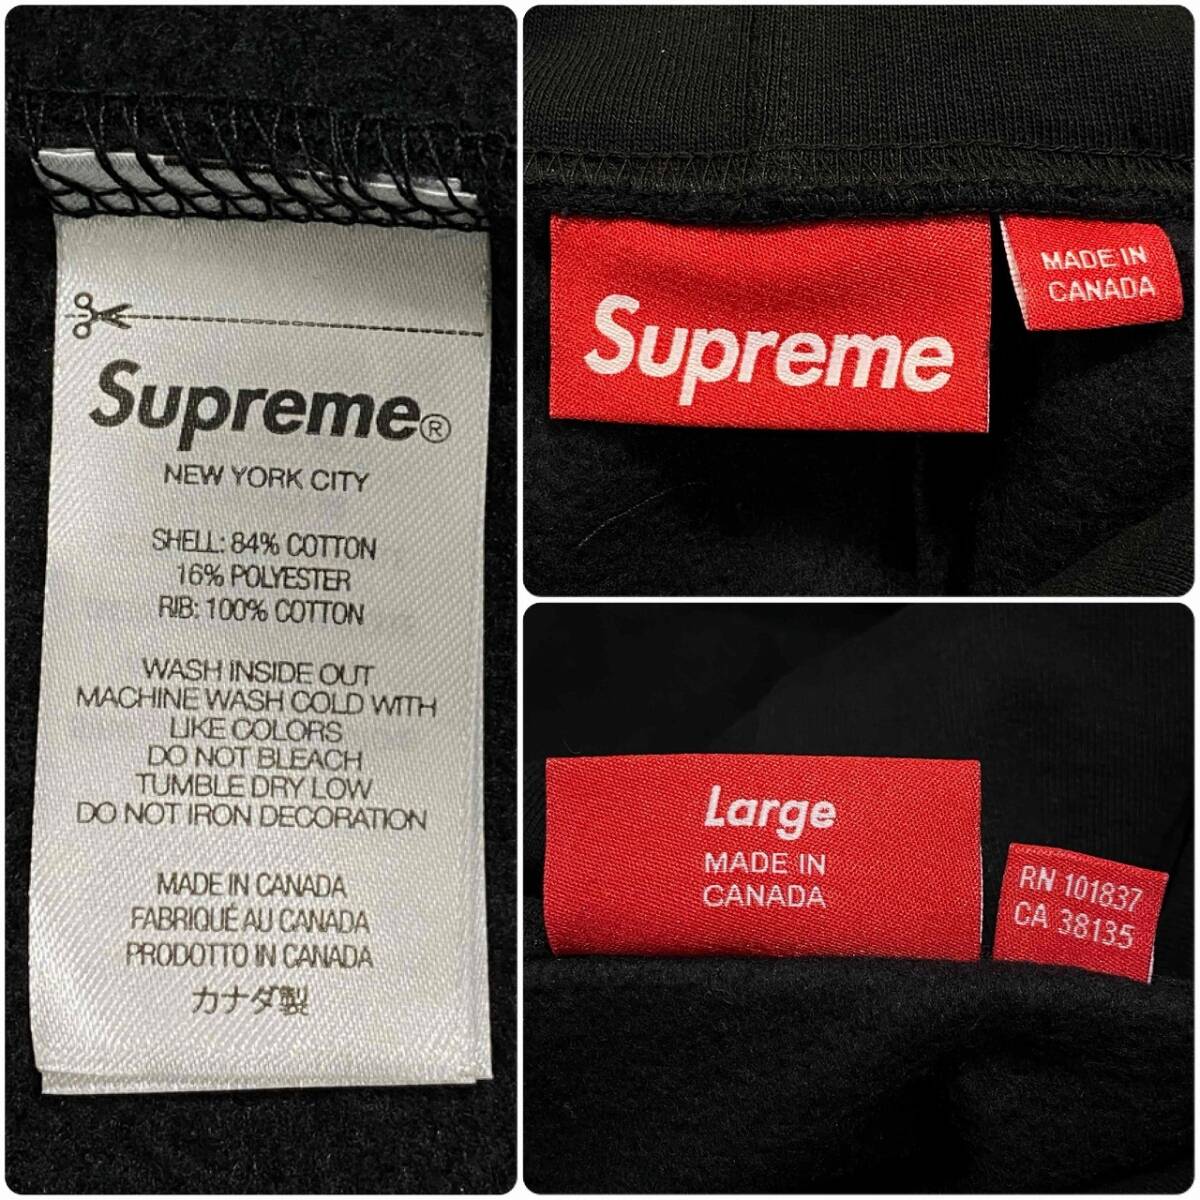 Supreme®
NEW YORK CITY
SHELL: 84% COTTON
16% POLYESTER
RIB: 100% COTTON
WASH INSIDE OUT
MACHINE WASH COLD WITH
LIKE COLORS
DO NOT BLEACH
TUMBLE DRY LOW
DO NOT IRON DECORATION
MADE IN CANADA
FABRIQUÉ AU CANADA
PRODOTTO IN CANADA
カナダ製
Supreme
MADE IN
CANADA
Large
MADE IN
CANADA
RN 101837
CA 38135